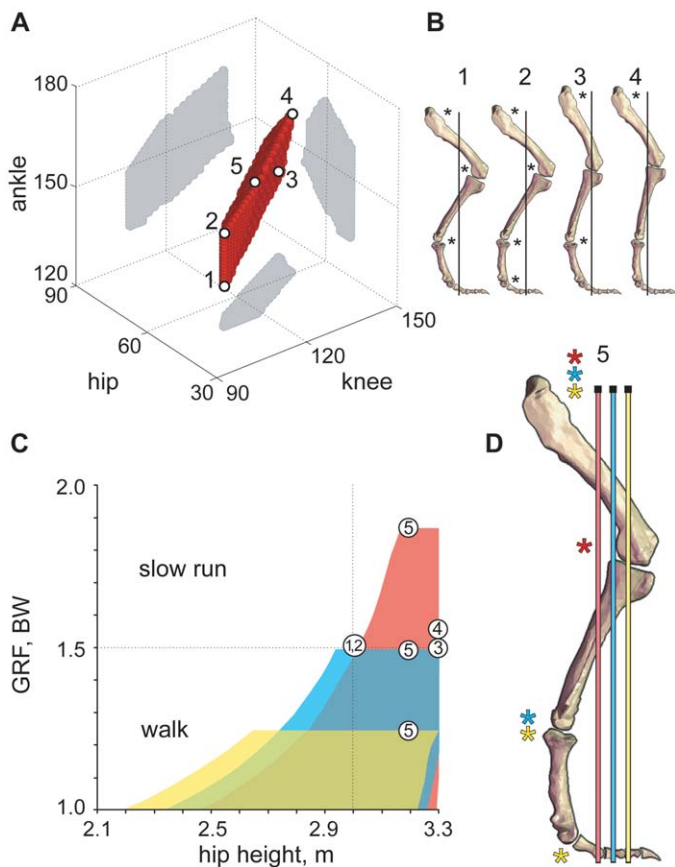 A
180
150
120
90
60
30
90
120
150
ankle
hip
knee
1
2
3
4
5
B
1 2 3 4
* * * *
* *
* * *
*
C
2.0
1.5
1.0
GRF, BW
slow run
walk
5
4
1,2 5 3
5
2.1 2.5 2.9 3.3
hip height, m
D
5
*
*
*
*
*
*
*